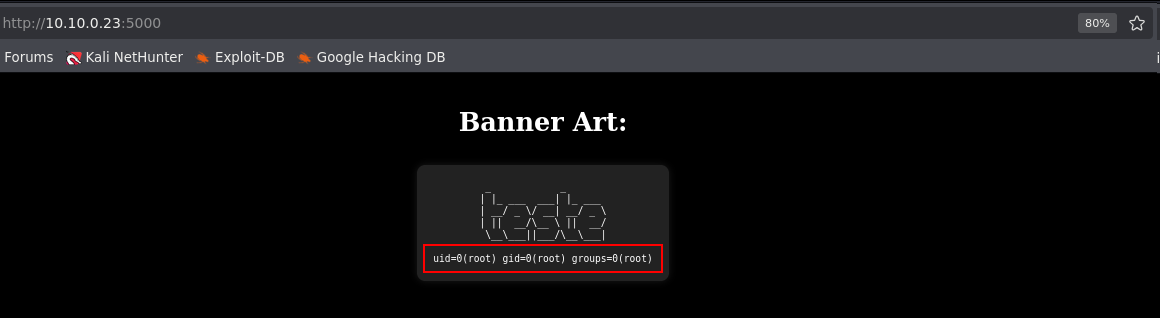 http://10.10.0.23:5000 80%
Forums Kali NetHunter Exploit-DB Google Hacking DB
Banner Art:
teste
uid=0(root) gid=0(root) groups=0(root)